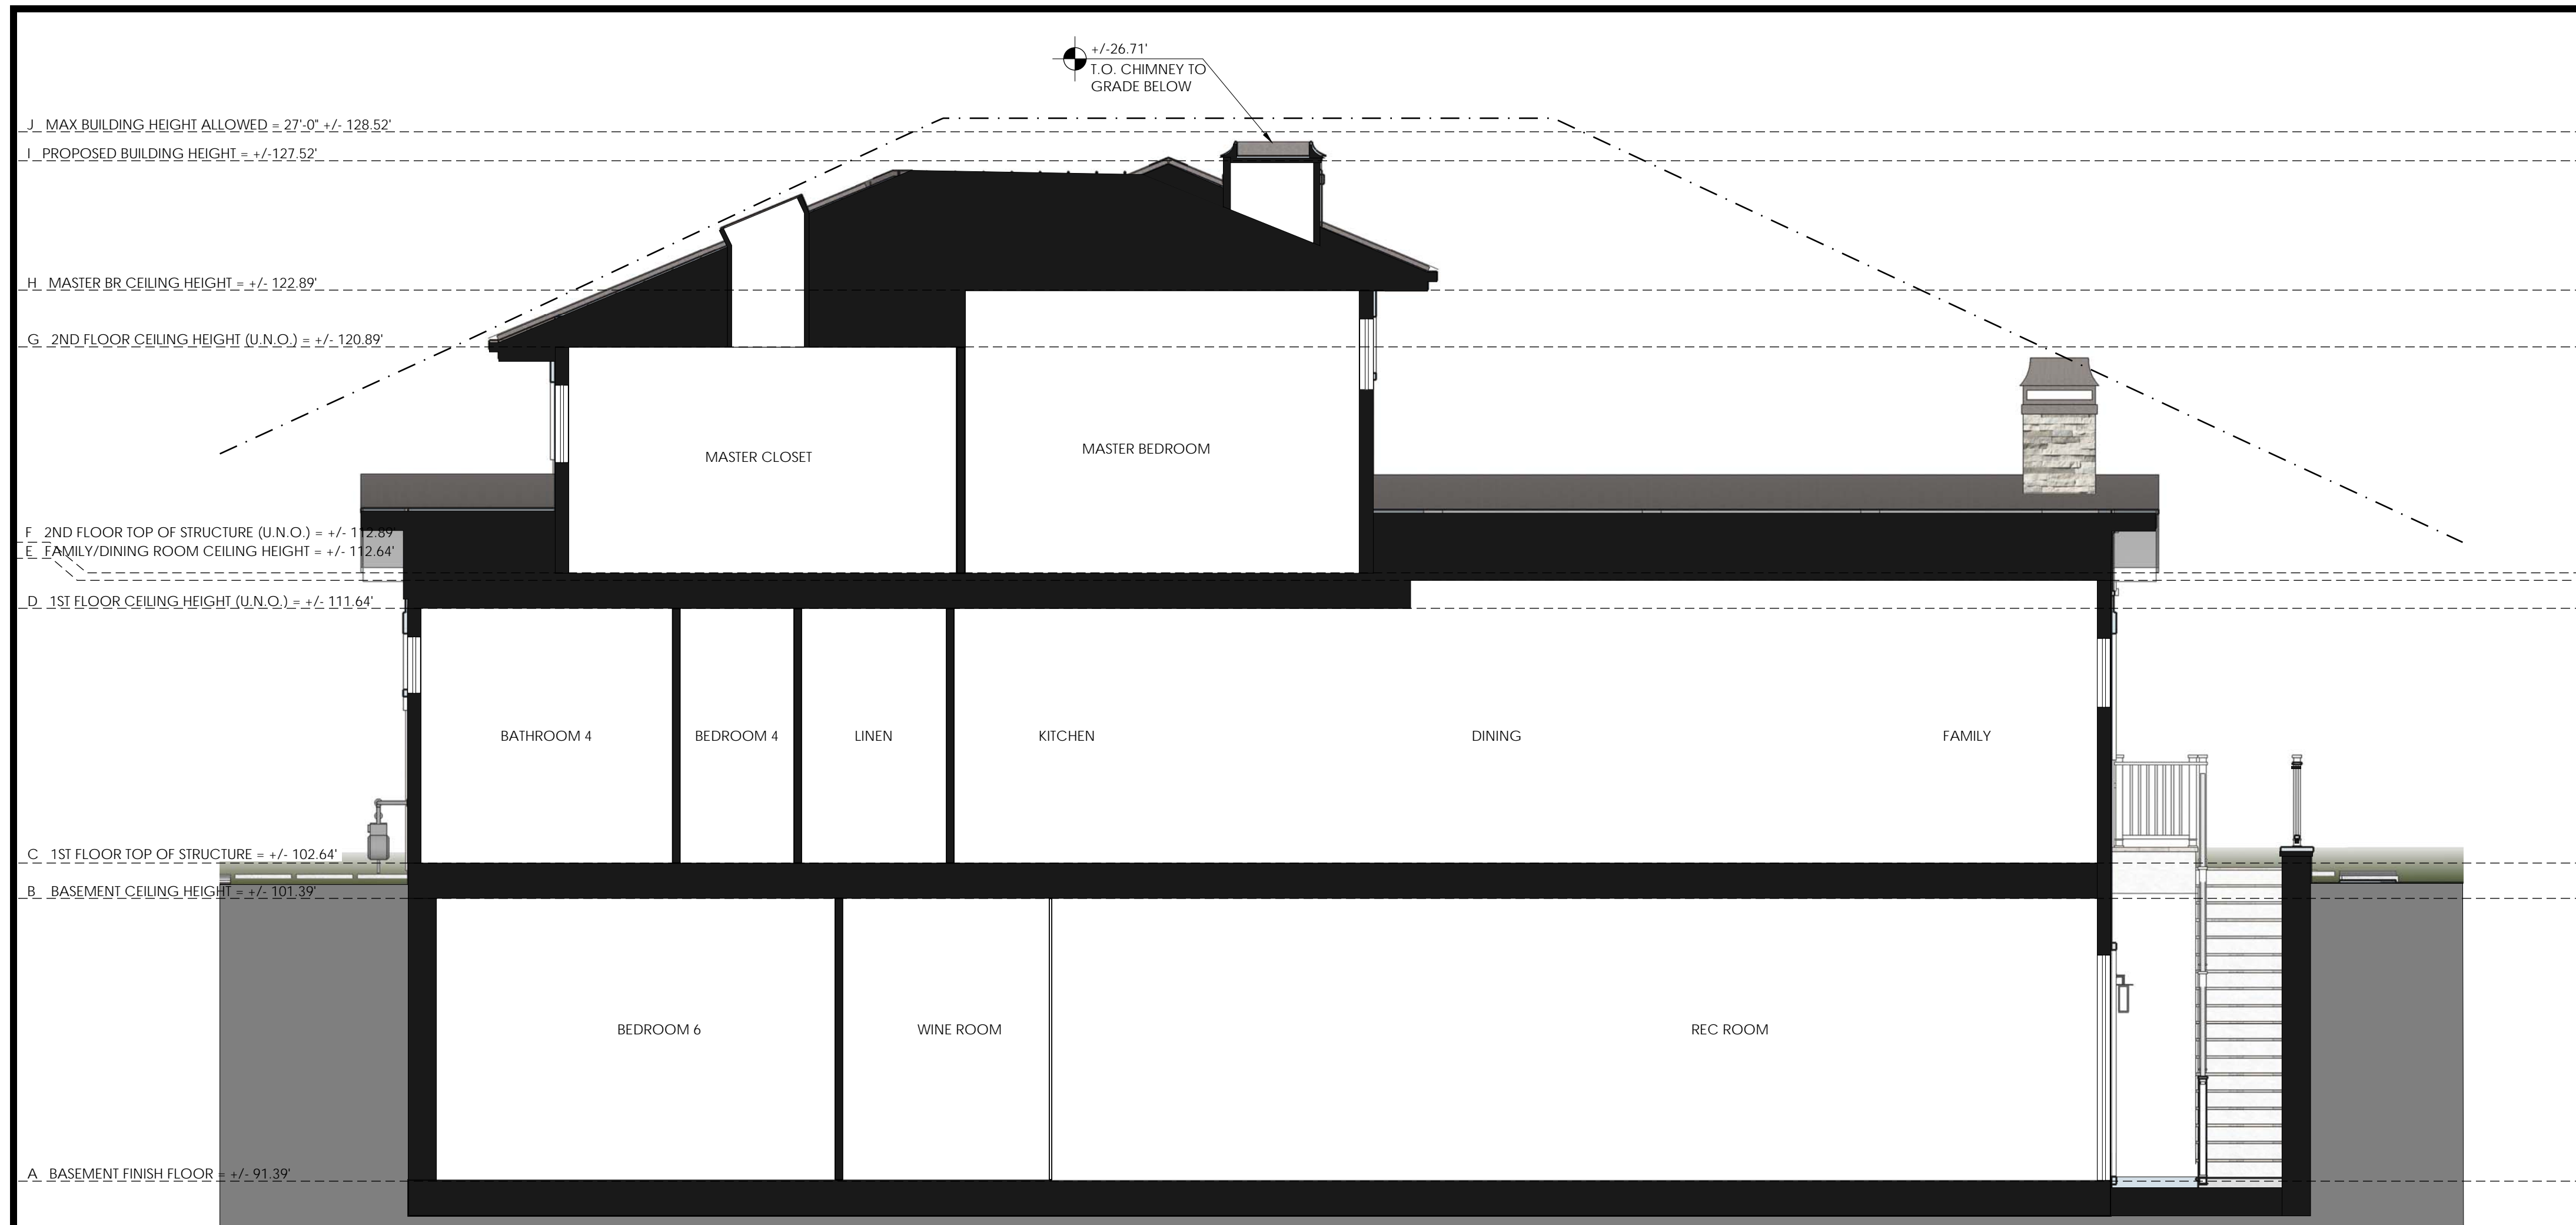 +/-26.71'
T.O. CHIMNEY TO
GRADE BELOW
J MAX BUILDING HEIGHT ALLOWED = 27'-0" +/- 128.52'
I PROPOSED BUILDING HEIGHT = +/-127.52'
H MASTER BR CEILING HEIGHT = +/- 122.89'
G 2ND FLOOR CEILING HEIGHT (U.N.O.) = +/- 120.89'
MASTER CLOSET
MASTER BEDROOM
F 2ND FLOOR TOP OF STRUCTURE (U.N.O.) = +/- 112.89'
E FAMILY/DINING ROOM CEILING HEIGHT = +/- 112.64'
D 1ST FLOOR CEILING HEIGHT (U.N.O.) = +/- 111.64'
BATHROOM 4
BEDROOM 4
LINEN
KITCHEN
DINING
FAMILY
C 1ST FLOOR TOP OF STRUCTURE = +/- 102.64'
B BASEMENT CEILING HEIGHT = +/- 101.39'
BEDROOM 6
WINE ROOM
REC ROOM
A BASEMENT FINISH FLOOR = +/- 91.39'